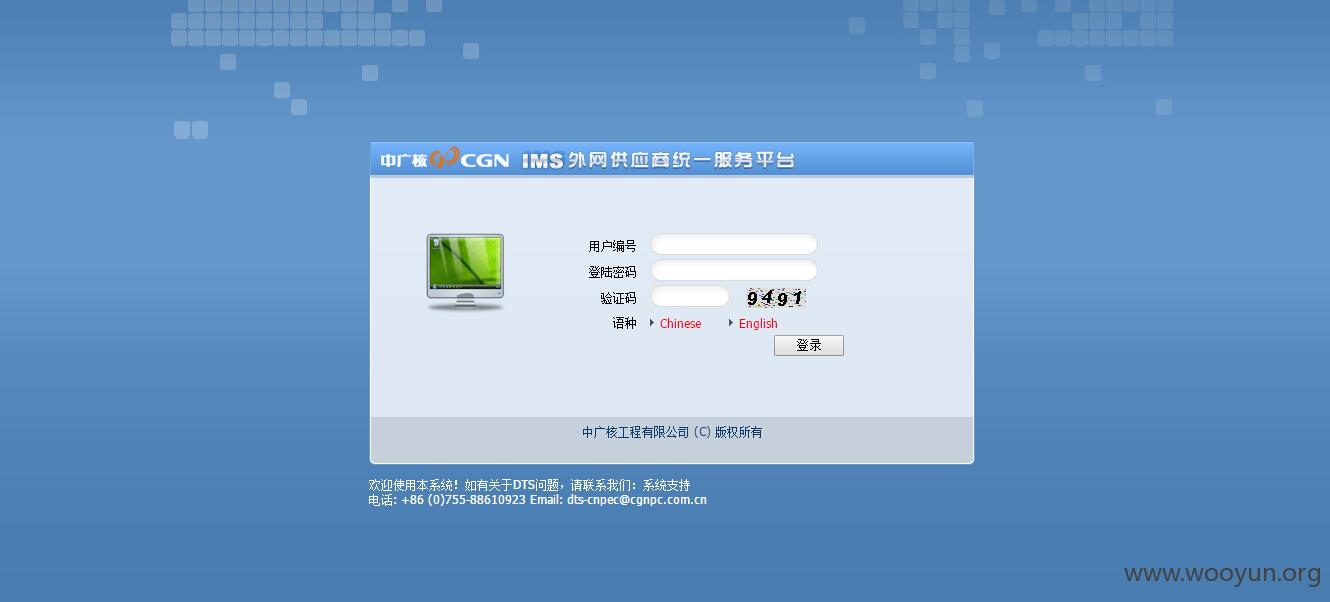 中广核 CGN IMS 外网供应商统一服务平台
用户编号
登陆密码
验证码 9491
语种 Chinese English
登录
中广核工程有限公司 (C) 版权所有
欢迎使用本系统！如有关于DTS问题，请联系我们：系统支持
电话: +86 (0)755-88610923 Email: dts-cnpec@cgnpc.com.cn
www.wooyun.org